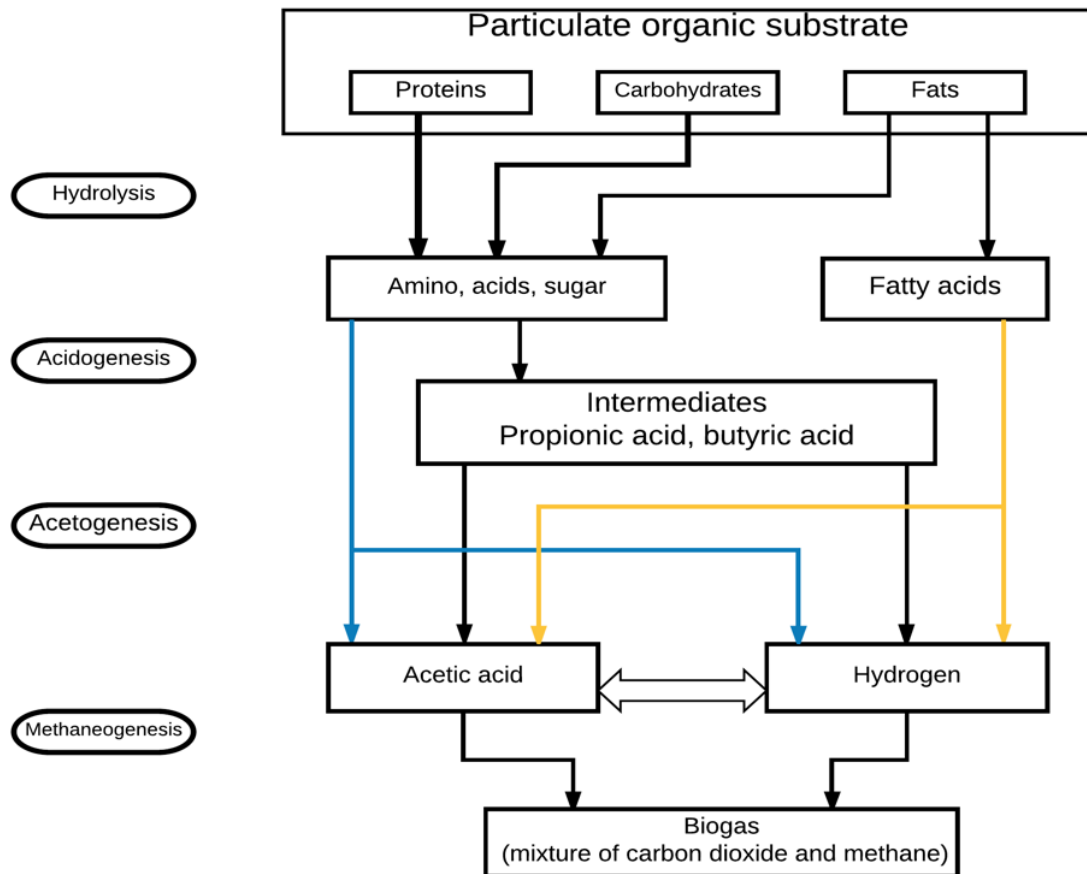 Particulate organic substrate
Proteins
Carbohydrates
Fats
Hydrolysis
Amino, acids, sugar
Fatty acids
Acidogenesis
Intermediates
Propionic acid, butyric acid
Acetogenesis
Acetic acid
Hydrogen
Methaneogenesis
Biogas
(mixture of carbon dioxide and methane)